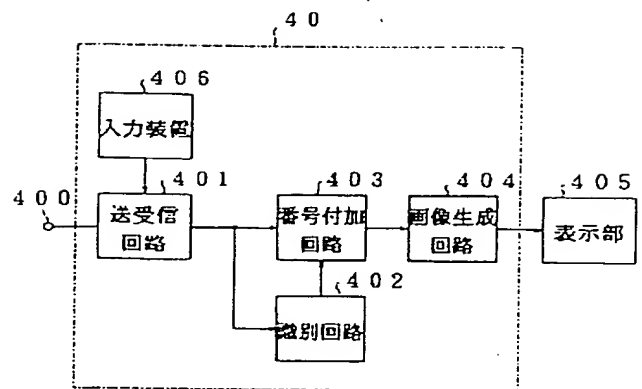 ４０
４０６
入力装置
４００
４０１
送受信
回路
４０３
番号付加
回路
４０４
画像生成
回路
４０５
表示部
４０２
識別回路